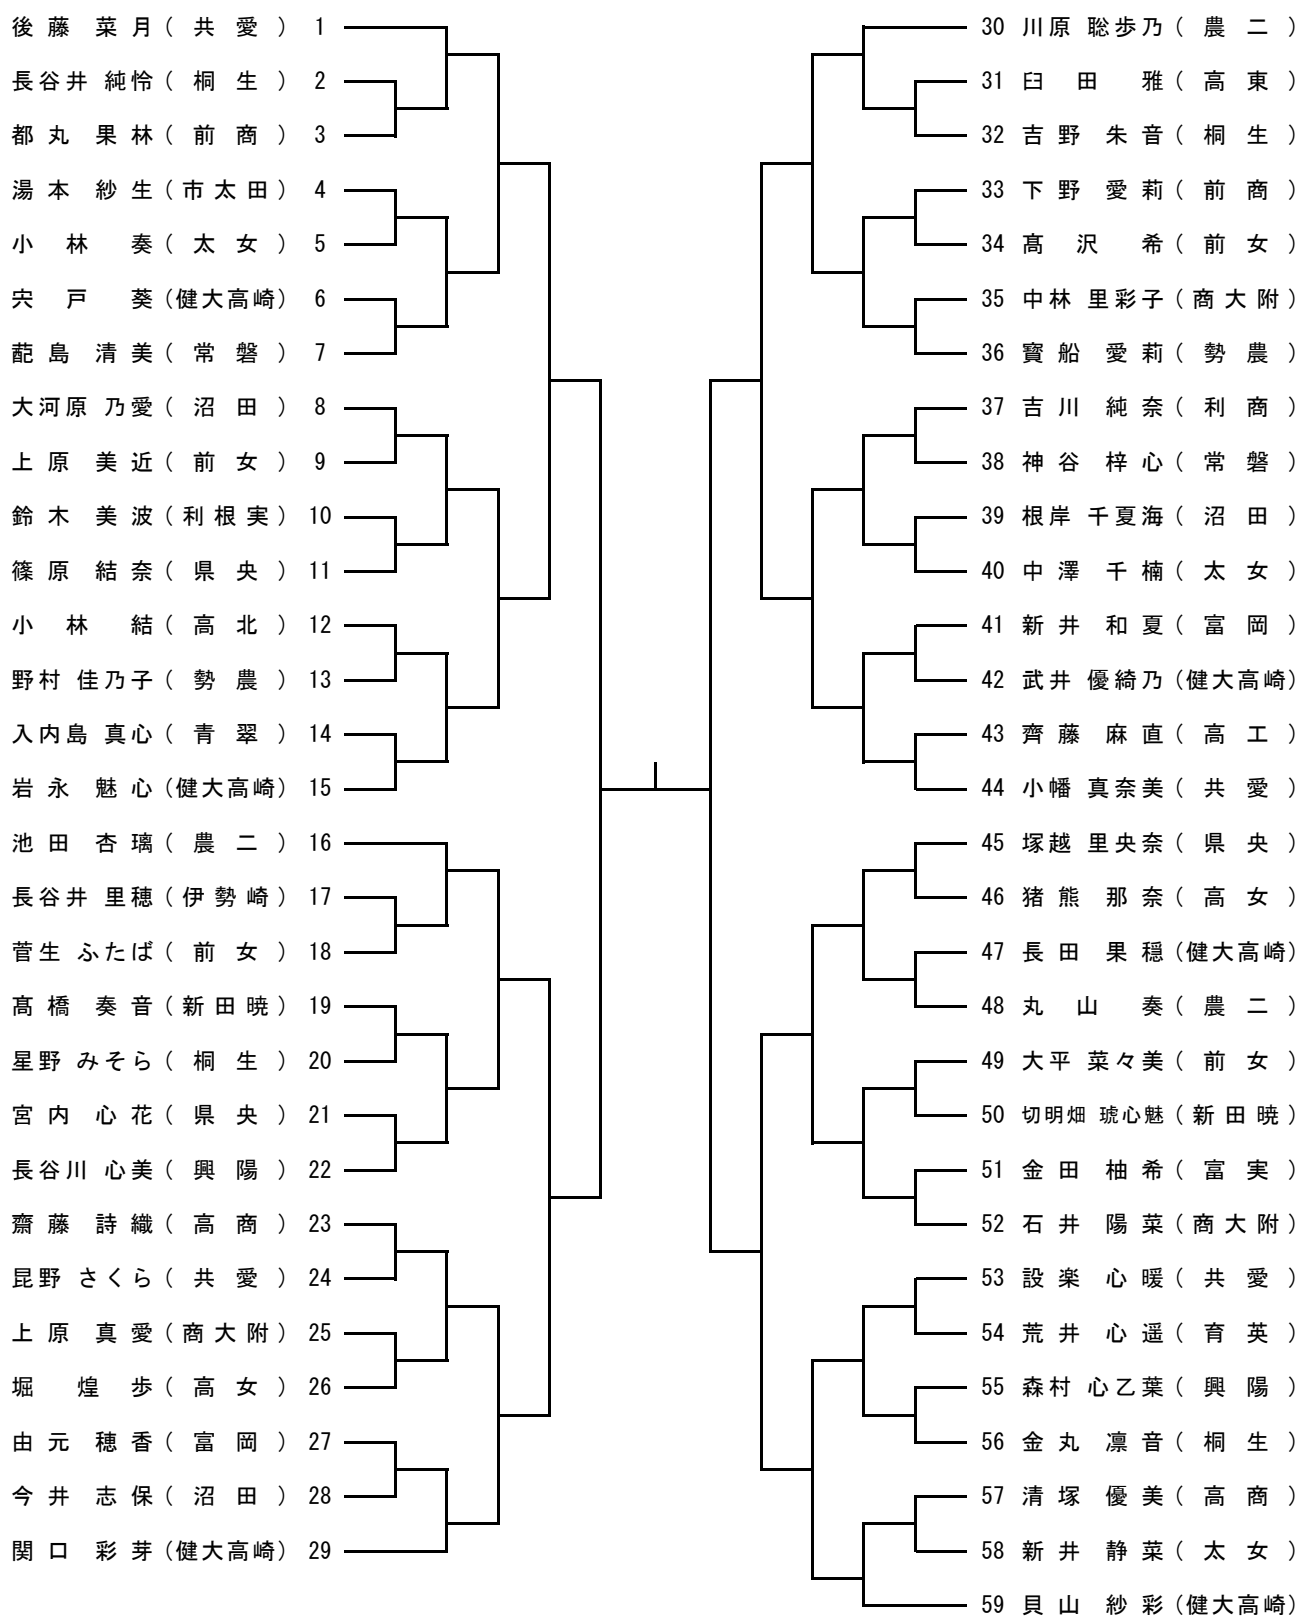 後藤 菜月 ( 共愛 ) 1
長谷井 純怜 ( 桐生 ) 2
都丸 果林 ( 前商 ) 3
湯本 紗生 ( 市太田 ) 4
小林 奏 ( 太女 ) 5
宍戸 葵 (健大高崎) 6
蓜島 清美 ( 常磐 ) 7
大河原 乃愛 ( 沼田 ) 8
上原 美近 ( 前女 ) 9
鈴木 美波 ( 利根実 ) 10
篠原 結奈 ( 県央 ) 11
小林 結 ( 高北 ) 12
野村 佳乃子 ( 勢農 ) 13
入内島 真心 ( 青翠 ) 14
岩永 魅心 (健大高崎) 15
池田 杏璃 ( 農二 ) 16
長谷井 里穂 ( 伊勢崎 ) 17
菅生 ふたば ( 前女 ) 18
髙橋 奏音 ( 新田暁 ) 19
星野 みそら ( 桐生 ) 20
宮内 心花 ( 県央 ) 21
長谷川 心美 ( 興陽 ) 22
齋藤 詩織 ( 高商 ) 23
昆野 さくら ( 共愛 ) 24
上原 真愛 ( 商大附 ) 25
堀 煌歩 ( 高女 ) 26
由元 穂香 ( 富岡 ) 27
今井 志保 ( 沼田 ) 28
関口 彩芽 (健大高崎) 29
30 川原 聡歩乃 ( 農二 )
31 臼田 雅 ( 高東 )
32 吉野 朱音 ( 桐生 )
33 下野 愛莉 ( 前商 )
34 髙沢 希 ( 前女 )
35 中林 里彩子 ( 商大附 )
36 寳船 愛莉 ( 勢農 )
37 吉川 純奈 ( 利商 )
38 神谷 梓心 ( 常磐 )
39 根岸 千夏海 ( 沼田 )
40 中澤 千楠 ( 太女 )
41 新井 和夏 ( 富岡 )
42 武井 優綺乃 (健大高崎)
43 齊藤 麻直 ( 高工 )
44 小幡 真奈美 ( 共愛 )
45 塚越 里央奈 ( 県央 )
46 猪熊 那奈 ( 高女 )
47 長田 果穏 (健大高崎)
48 丸山 奏 ( 農二 )
49 大平 菜々美 ( 前女 )
50 切明畑 琥心魅 ( 新田暁 )
51 金田 柚希 ( 富実 )
52 石井 陽菜 ( 商大附 )
53 設楽 心暖 ( 共愛 )
54 荒井 心遥 ( 育英 )
55 森村 心乙葉 ( 興陽 )
56 金丸 凛音 ( 桐生 )
57 清塚 優美 ( 高商 )
58 新井 静菜 ( 太女 )
59 貝山 紗彩 (健大高崎)